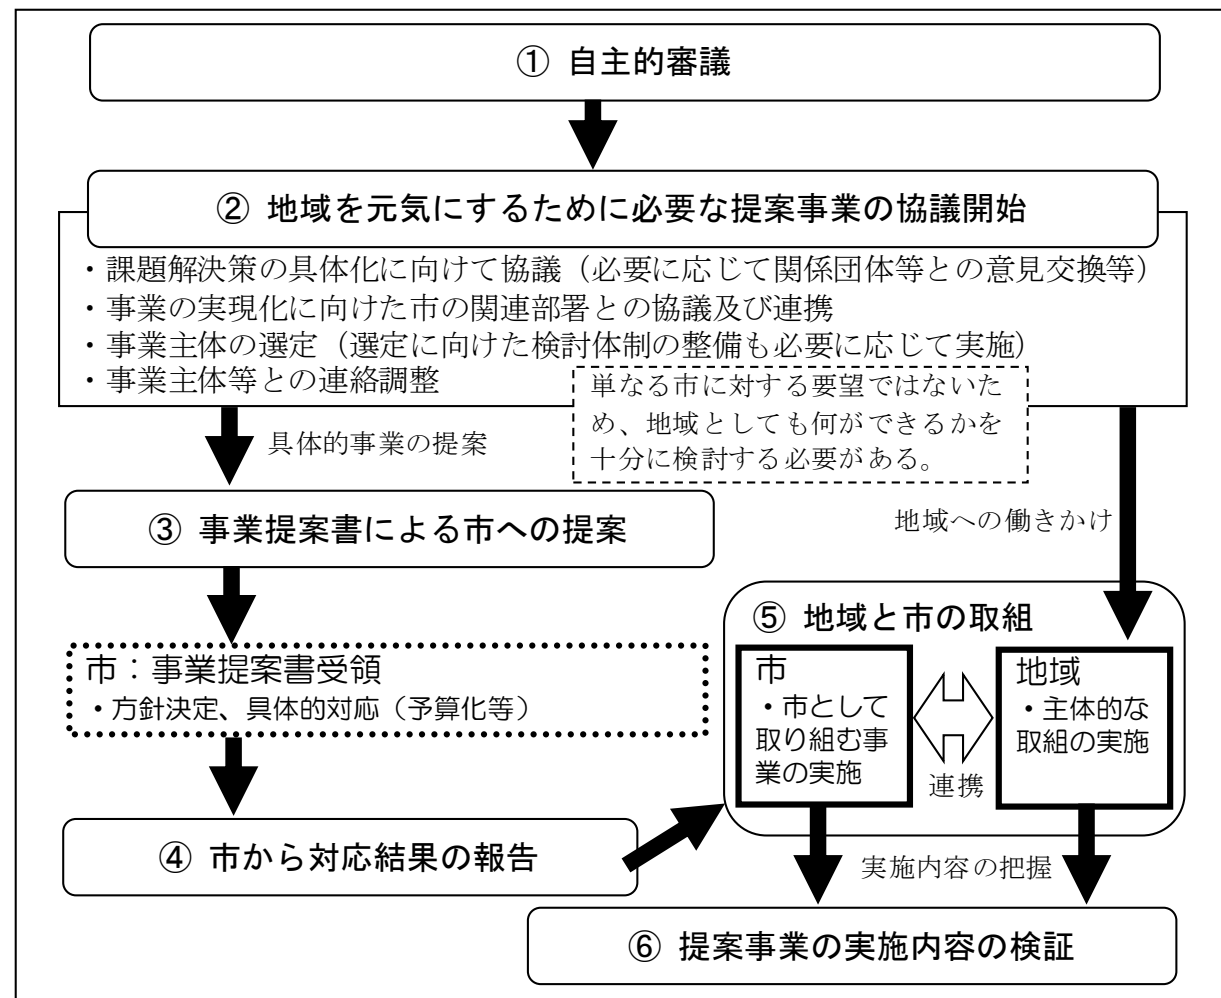 ① 自主的審議
② 地域を元気にするために必要な提案事業の協議開始
・課題解決策の具体化に向けて協議（必要に応じて関係団体等との意見交換等）
・事業の実現化に向けた市の関連部署との協議及び連携
・事業主体の選定（選定に向けた検討体制の整備も必要に応じて実施）
・事業主体等との連絡調整
単なる市に対する要望ではないた
め、地域としても何ができるかを
十分に検討する必要がある。
具体的事業の提案
③ 事業提案書による市への提案
地域への働きかけ
市：事業提案書受領
・方針決定、具体的対応（予算化等）
④ 市から対応結果の報告
⑤ 地域と市の取組
市
・市として
取り組む事
業の実施
連携
地域
・主体的な
取組の実施
実施内容の把握
⑥ 提案事業の実施内容の検証